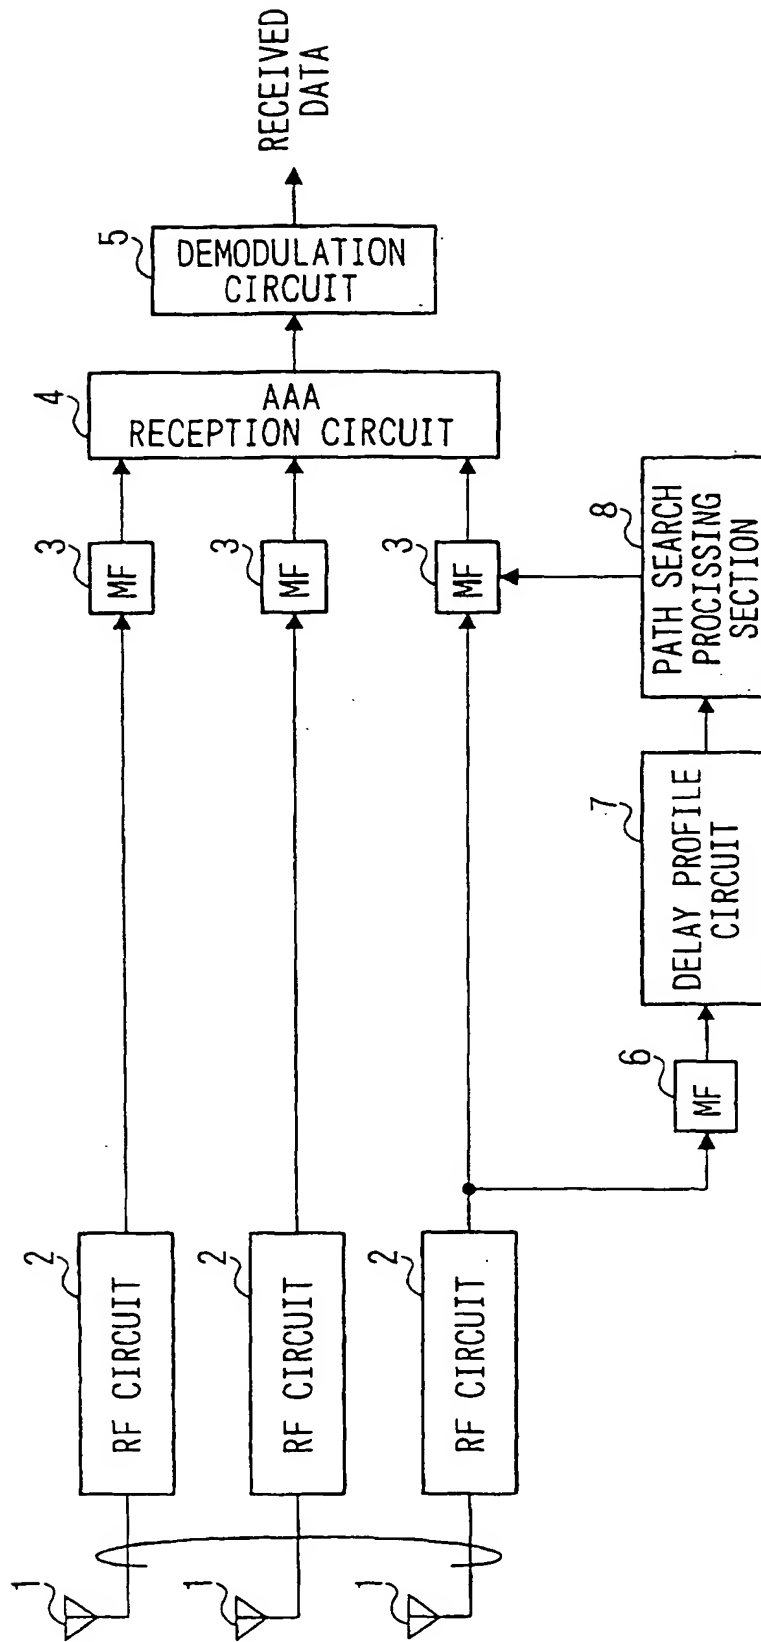 1
2
RF CIRCUIT
3
MF
1
2
RF CIRCUIT
3
MF
1
2
RF CIRCUIT
3
MF
4
AAA
RECEPTION CIRCUIT
5
DEMODULATION
CIRCUIT
RECEIVED
DATA
6
MF
7
DELAY PROFILE
CIRCUIT
8
PATH SEARCH
PROCISSING
SECTION